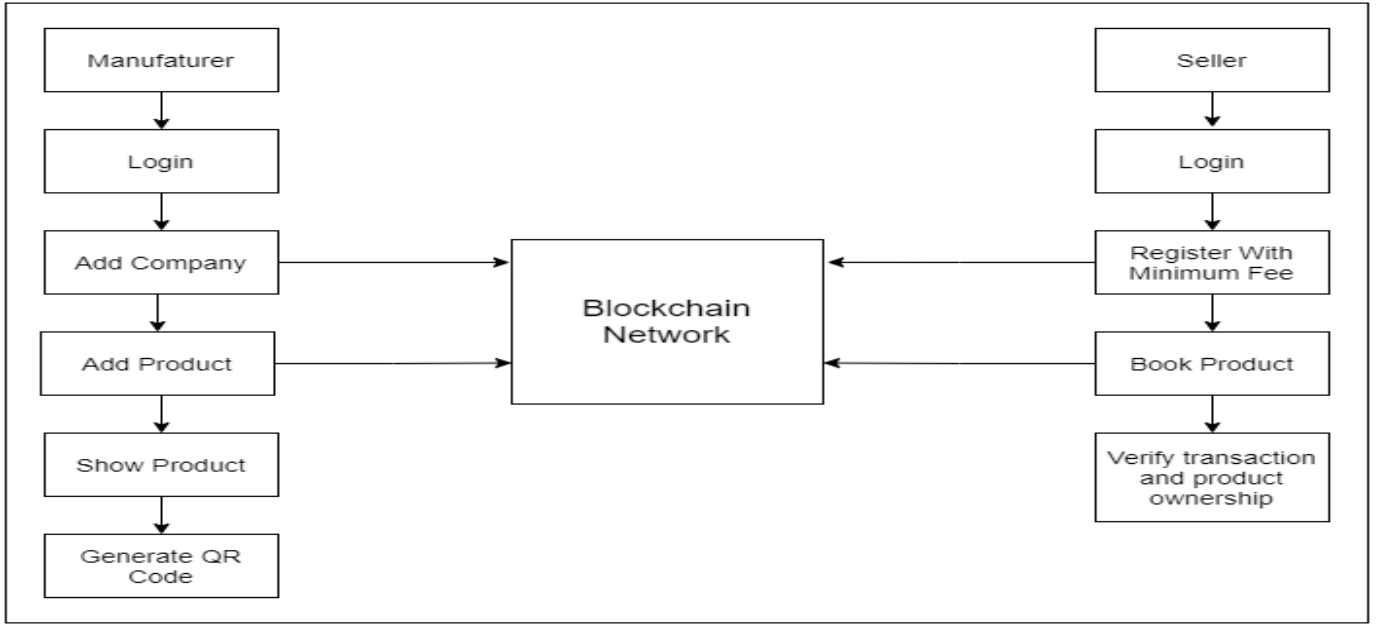 Manufaturer
Login
Add Company
Add Product
Show Product
Generate QR
Code
Blockchain
Network
Seller
Login
Register With
Minimum Fee
Book Product
Verify transaction
and product
ownership